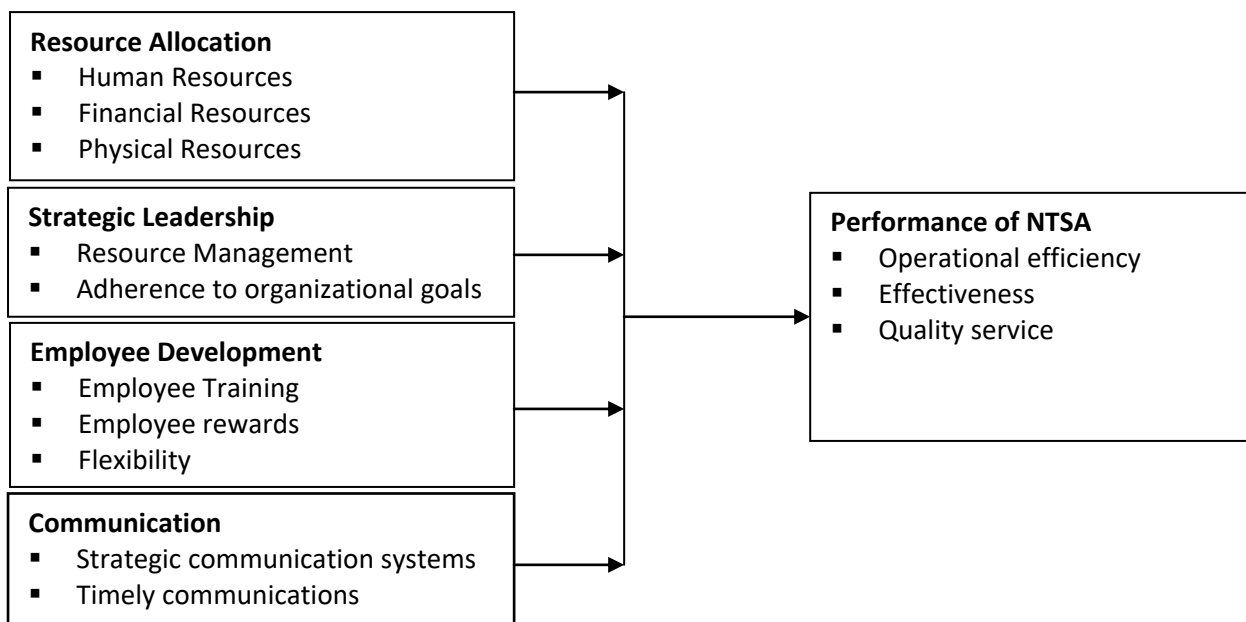 Resource Allocation
▪ Human Resources
▪ Financial Resources
▪ Physical Resources
Strategic Leadership
▪ Resource Management
▪ Adherence to organizational goals
Employee Development
▪ Employee Training
▪ Employee rewards
▪ Flexibility
Communication
▪ Strategic communication systems
▪ Timely communications
Performance of NTSA
▪ Operational efficiency
▪ Effectiveness
▪ Quality service